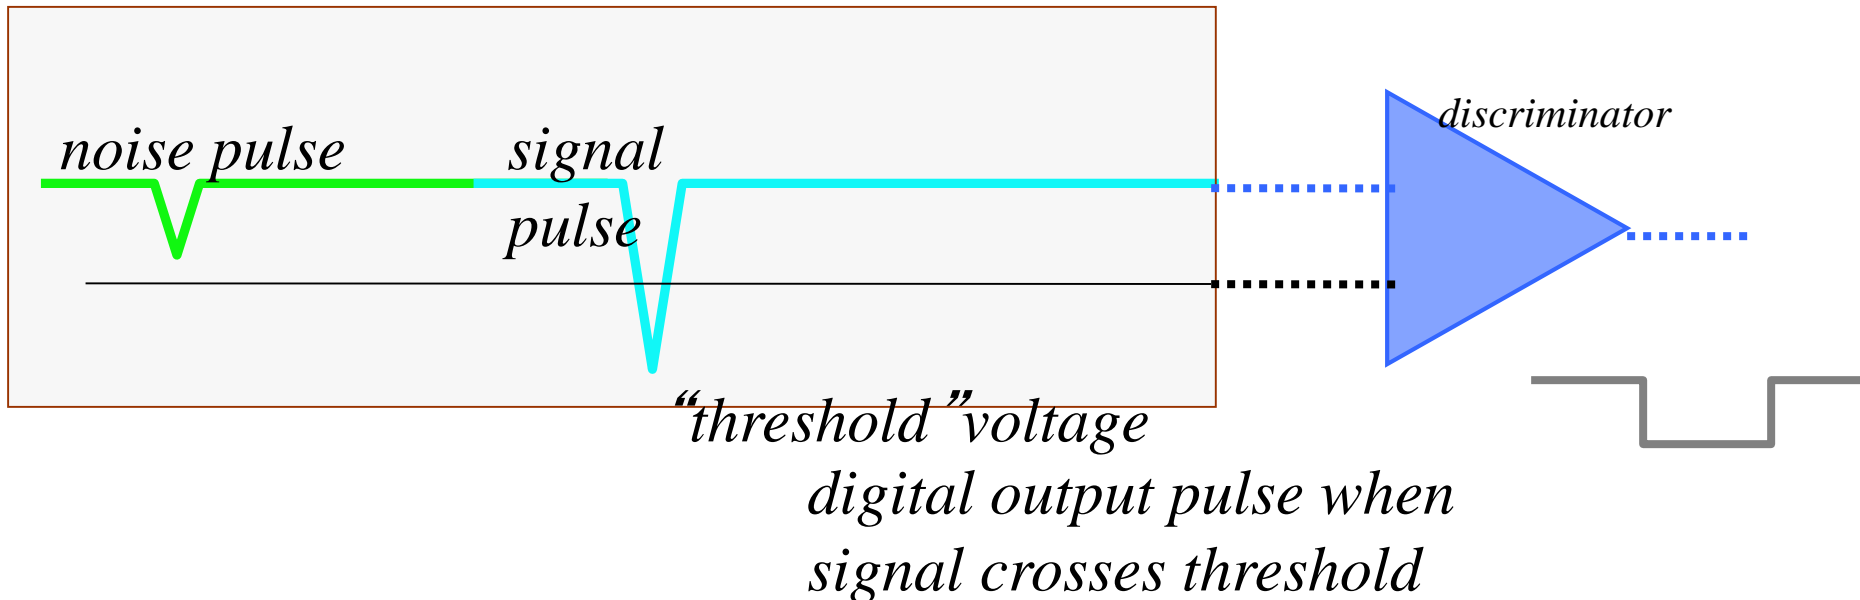 discriminator
noise pulse
signal
pulse
“threshold”voltage
digital output pulse when
signal crosses threshold